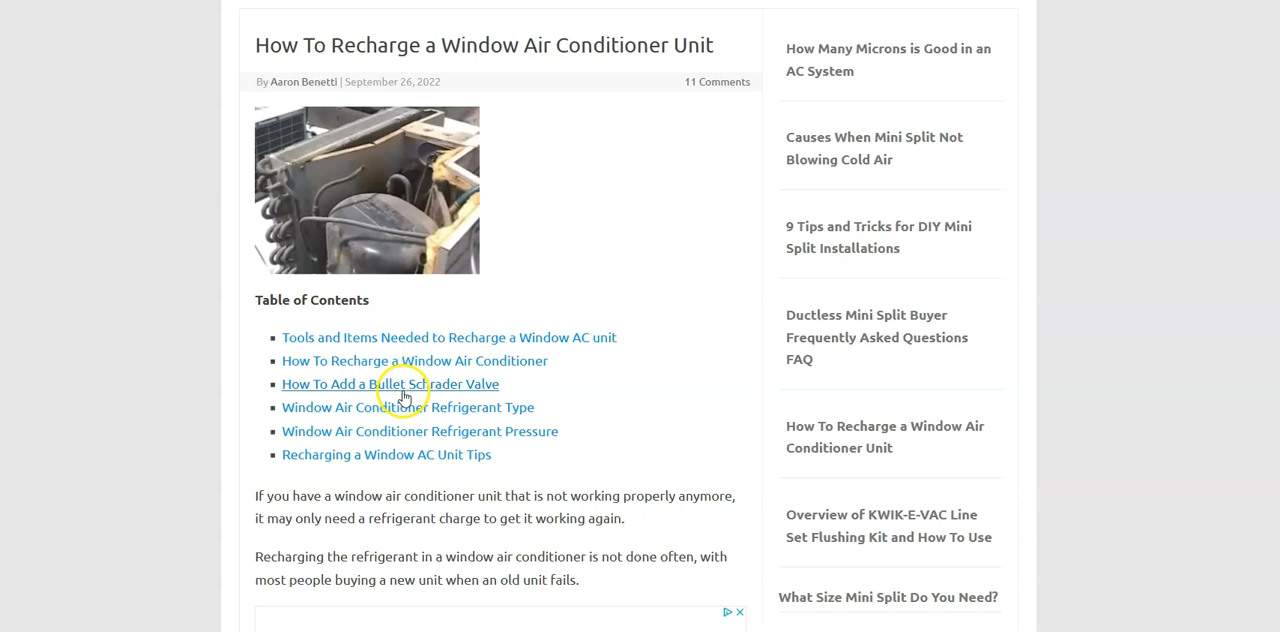 How To Recharge a Window Air Conditioner Unit
By Aaron Benetti | September 26, 2022
11 Comments
Table of Contents
Tools and Items Needed to Recharge a Window AC unit
How To Recharge a Window Air Conditioner
How To Add a Bullet Schrader Valve
Window Air Conditioner Refrigerant Type
Window Air Conditioner Refrigerant Pressure
Recharging a Window AC Unit Tips
If you have a window air conditioner unit that is not working properly anymore,
it may only need a refrigerant charge to get it working again.
Recharging the refrigerant in a window air conditioner is not done often, with
most people buying a new unit when an old unit fails.
How Many Microns is Good in an
AC System
Causes When Mini Split Not
Blowing Cold Air
9 Tips and Tricks for DIY Mini
Split Installations
Ductless Mini Split Buyer
Frequently Asked Questions
FAQ
How To Recharge a Window Air
Conditioner Unit
Overview of KWIK-E-VAC Line
Set Flushing Kit and How To Use
What Size Mini Split Do You Need?